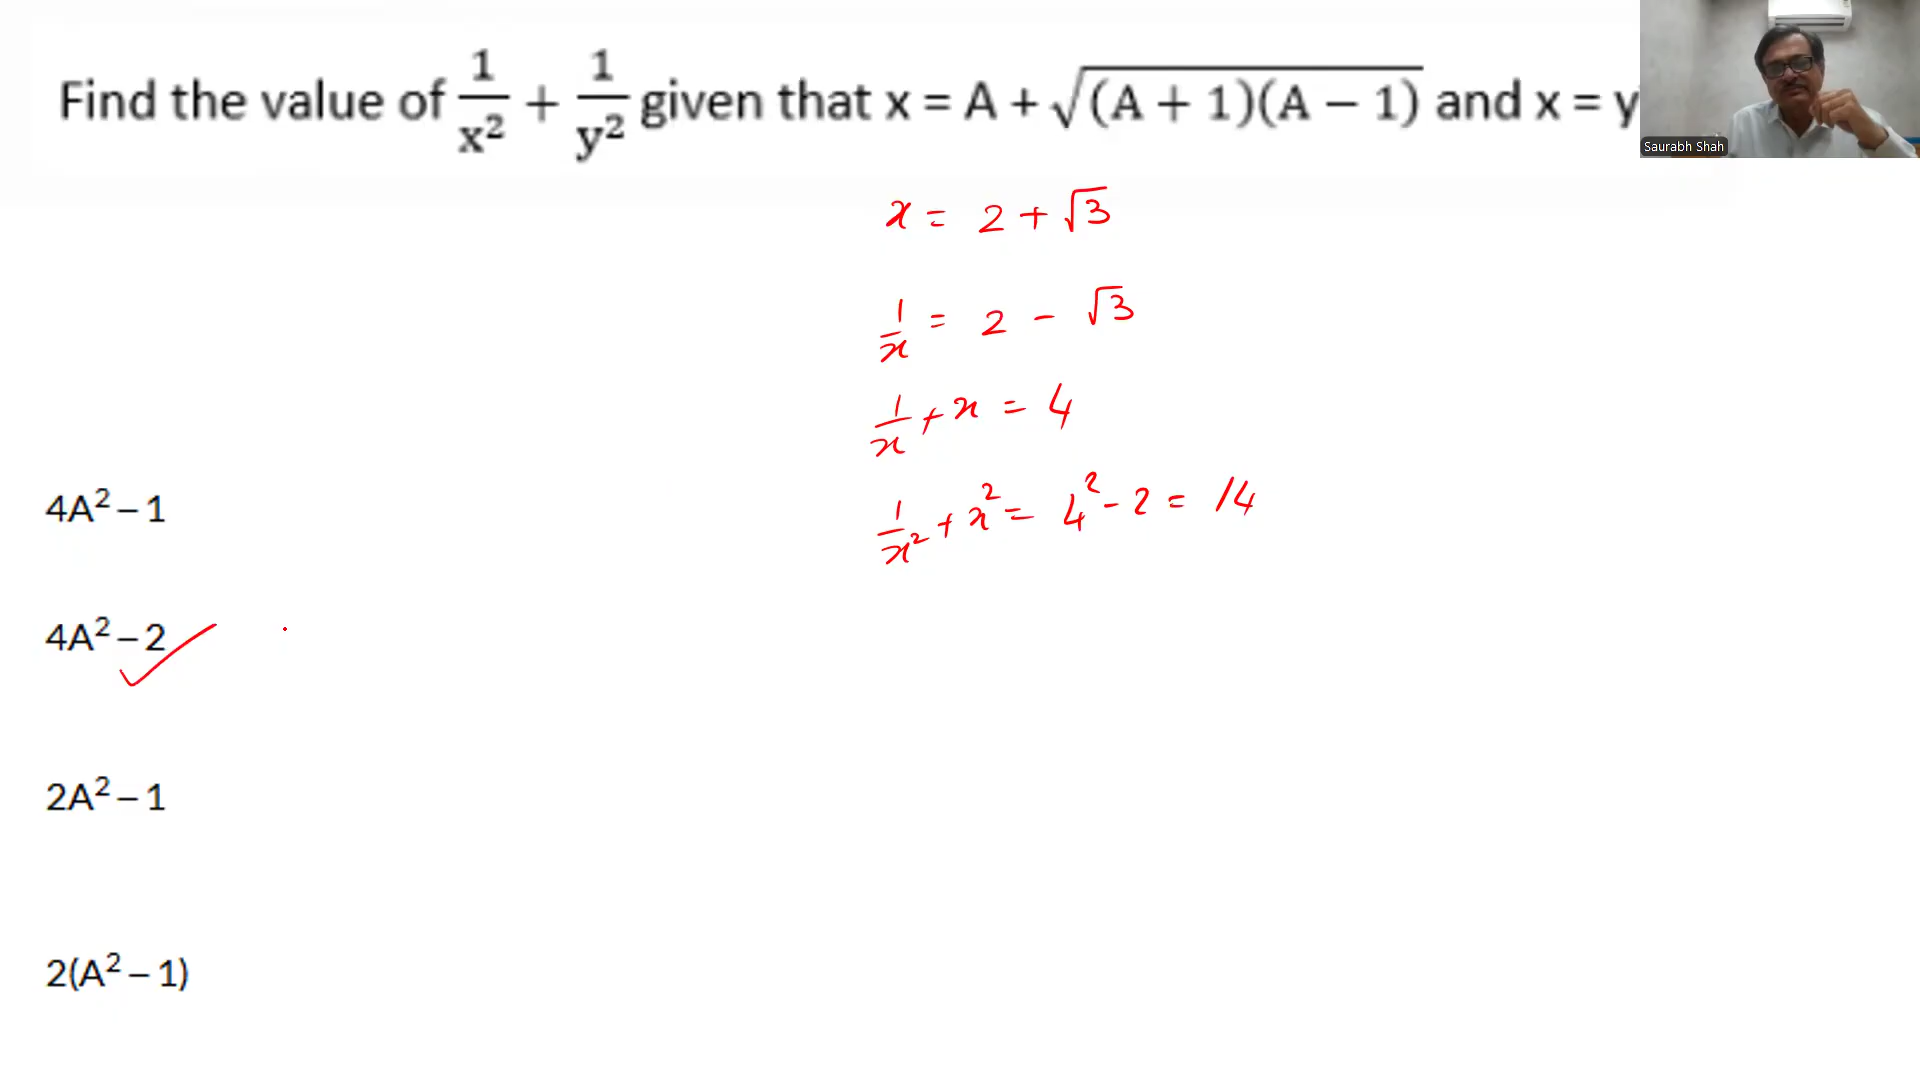 Find the value of 1/x² + 1/y² given that x = A + √(A + 1)(A − 1) and x = y
Saurabh Shah
x = 2 + √3
1/x = 2 - √3
1/x + x = 4
1/x² + x² = 4² - 2 = 14
4A² – 1
4A² – 2
2A² – 1
2(A² – 1)